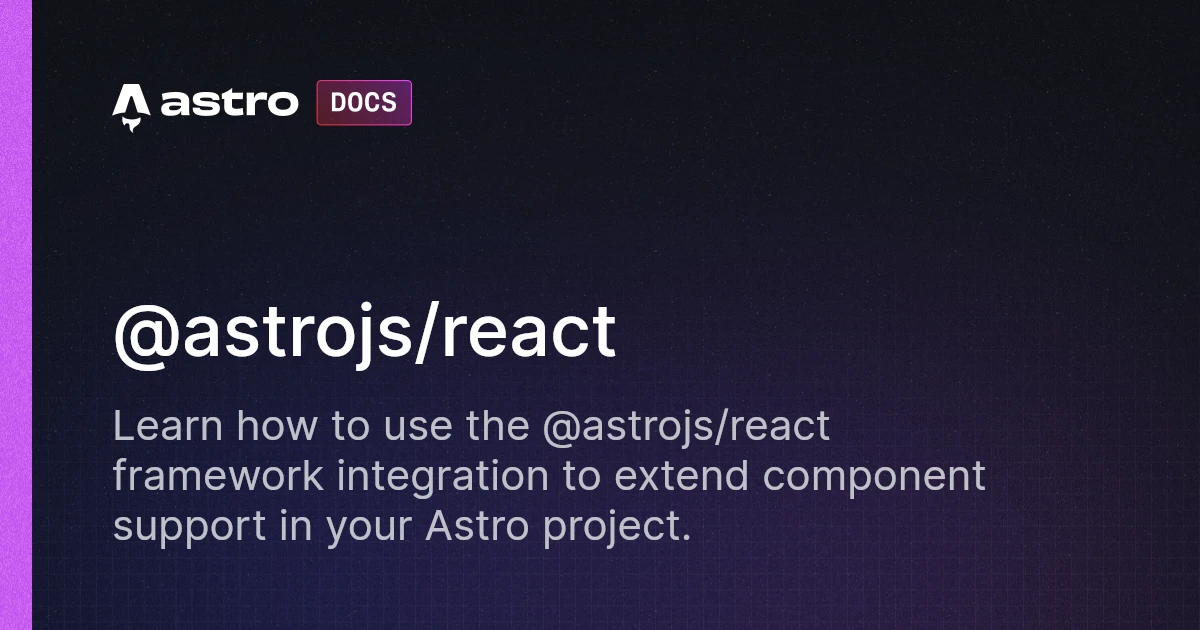 astro DOCS
@astrojs/react
Learn how to use the @astrojs/react
framework integration to extend component
support in your Astro project.